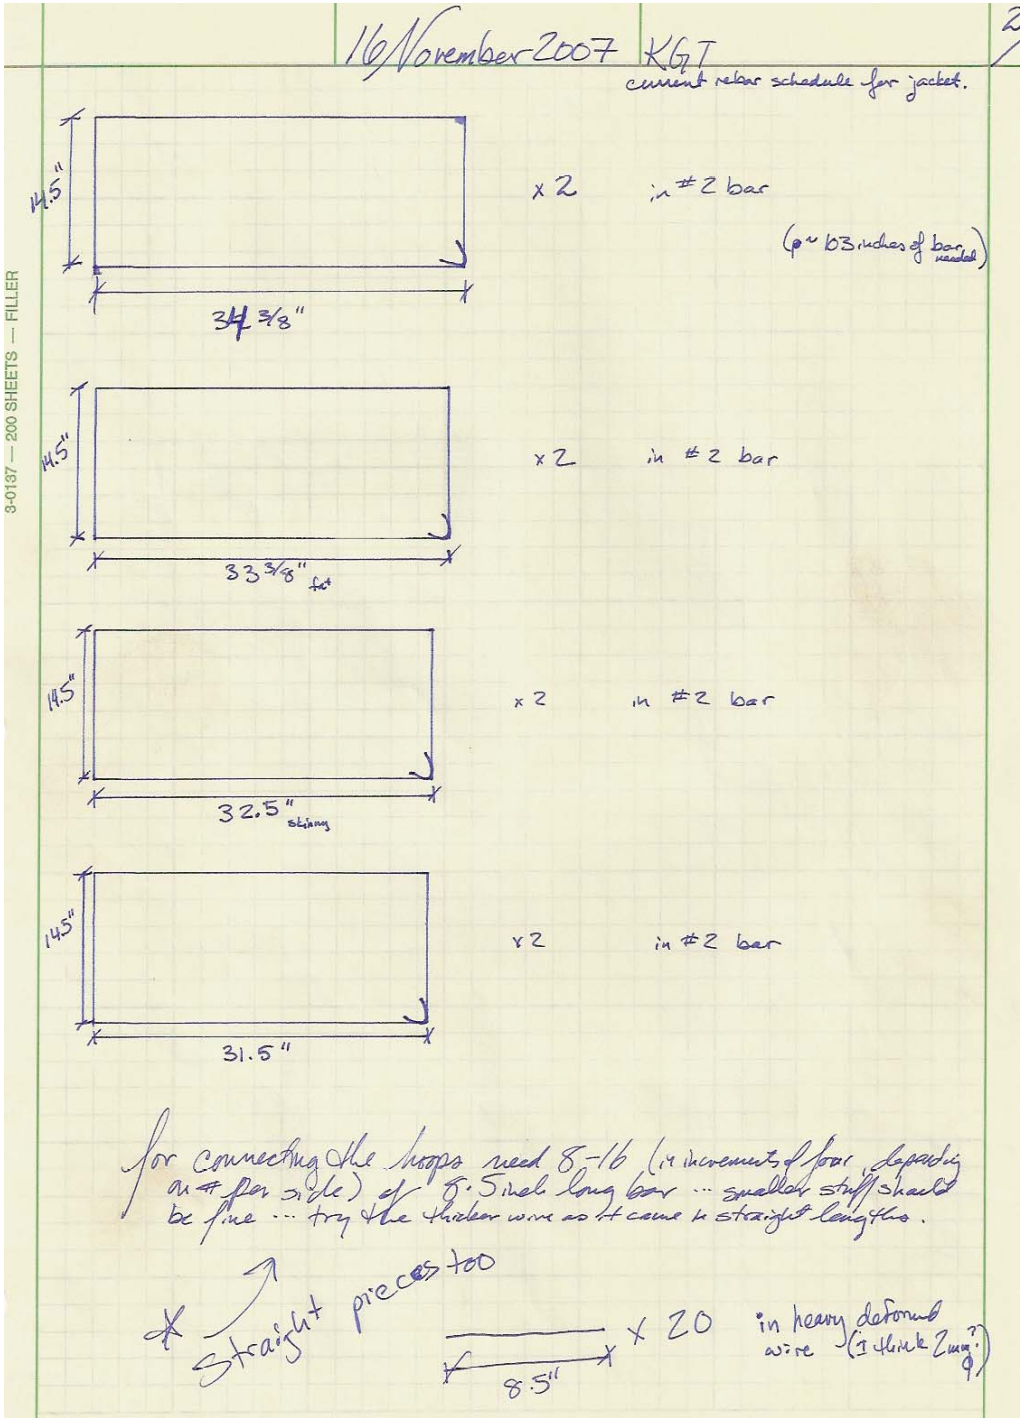 16 November 2007 KGT
2/
current rebar schedule for jacket.
14.5"
x 2 in #2 bar
(p~103 inches of bar needed)
34 3/8"
3-0137 — 200 SHEETS — FILLER
14.5"
x 2 in #2 bar
33 3/8" fat
14.5"
x 2 in #2 bar
32.5" skinny
14.5"
x 2 in #2 bar
31.5"
for connecting the hoops need 8-16 (in increments of four, depending
on # per side) of 8.5 inch long bar ... smaller stuff should
be fine ... try the thicker wire as it came in straight lengths.
* straight pieces too
x 20 in heavy deformed
wire (I think 2mm? φ)
8.5"